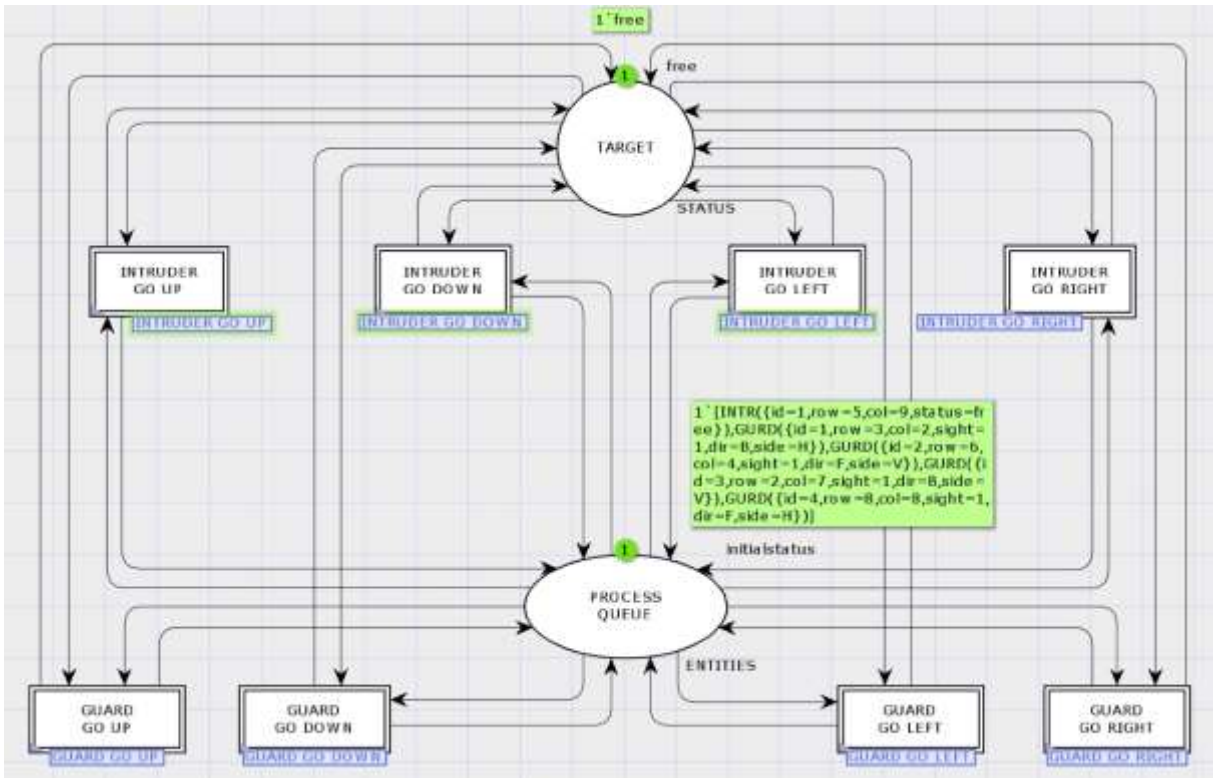 1`free
1
free
TARGET
STATUS
INTRUDER
GO UP
INTRUDER GO UP
INTRUDER
GO DOWN
INTRUDER GO DOWN
INTRUDER
GO LEFT
INTRUDER GO LEFT
INTRUDER
GO RIGHT
INTRUDER GO RIGHT
1`[INTR({id=1,row=5,col=9,status=fr
ee}),GURD({id=1,row=3,col=2,sight=
1,dir=B,side=H}),GURD({id=2,row=6,
col=4,sight=1,dir=F,side=V}),GURD({i
d=3,row=2,col=7,sight=1,dir=B,side=
V}),GURD({id=4,row=8,col=8,sight=1,
dir=F,side=H})]
1
initialstatus
PROCESS
QUEUE
ENTITIES
GUARD
GO UP
GUARD GO UP
GUARD
GO DOWN
GUARD GO DOWN
GUARD
GO LEFT
GUARD GO LEFT
GUARD
GO RIGHT
GUARD GO RIGHT